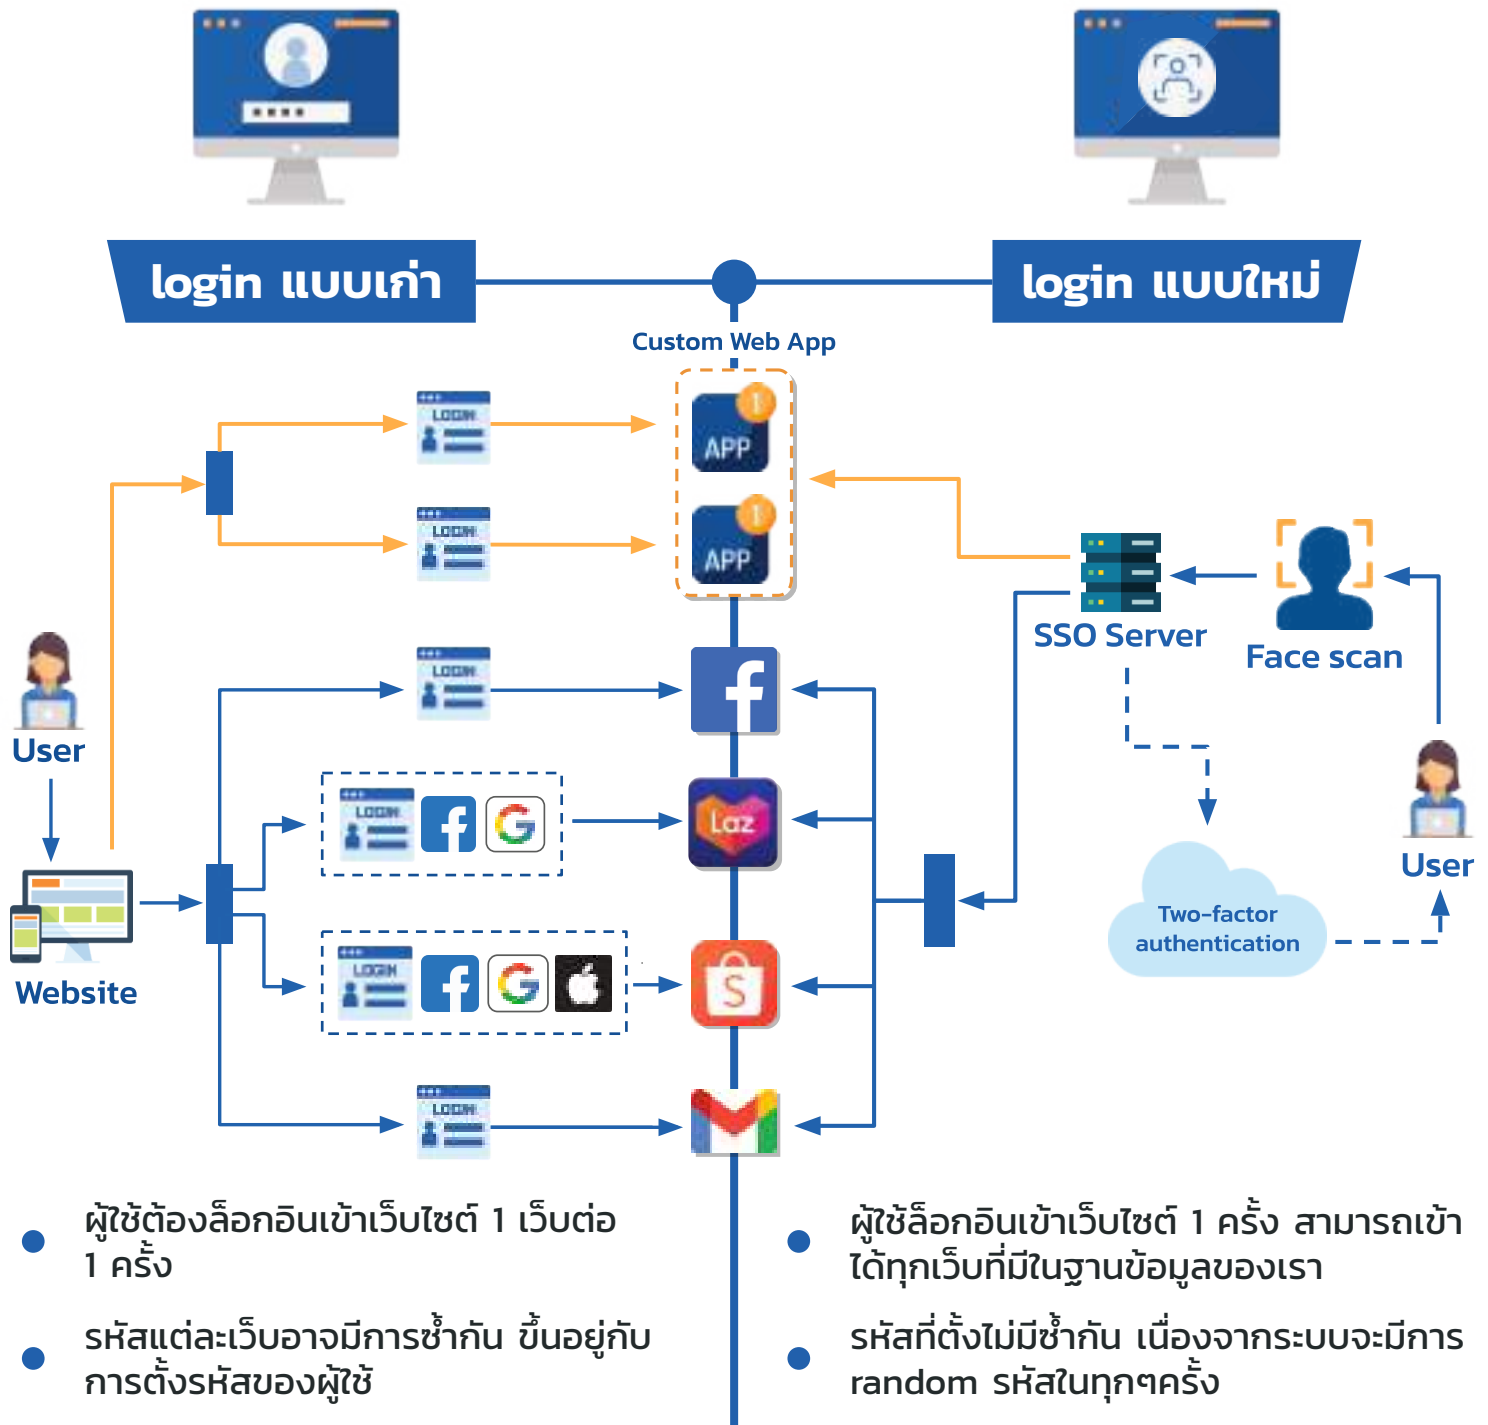 login แบบเก่า
login แบบใหม่
Custom Web App
LOGIN
1
APP
LOGIN
1
APP
SSO Server
Face scan
LOGIN
User
User
LOGIN
Laz
Two-factor
authentication
LOGIN
S
Website
LOGIN
ผู้ใช้ต้องล็อกอินเข้าเว็บไซต์ 1 เว็บต่อ
1 ครั้ง
รหัสแต่ละเว็บอาจมีการซ้ำกัน ขึ้นอยู่กับ
การตั้งรหัสของผู้ใช้
ผู้ใช้ล็อกอินเข้าเว็บไซต์ 1 ครั้ง สามารถเข้า
ได้ทุกเว็บที่มีในฐานข้อมูลของเรา
รหัสที่ตั้งไม่มีซ้ำกัน เนื่องจากระบบจะมีการ
random รหัสในทุกๆครั้ง